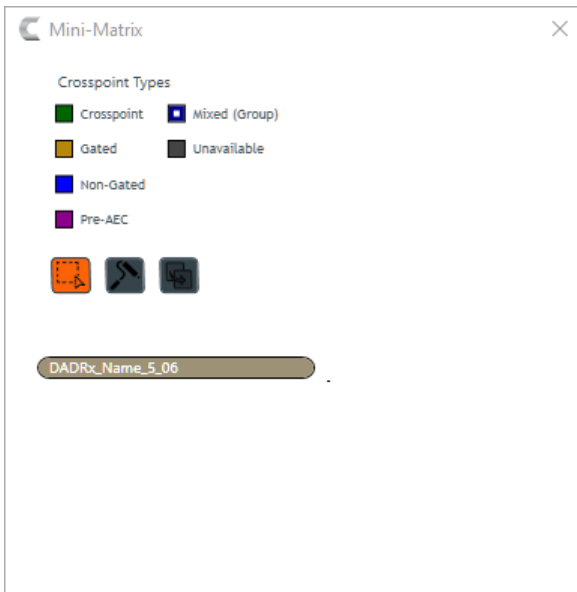 Mini-Matrix
Crosspoint Types
Crosspoint
Mixed (Group)
Gated
Unavailable
Non-Gated
Pre-AEC
DADRx_Name_5_06